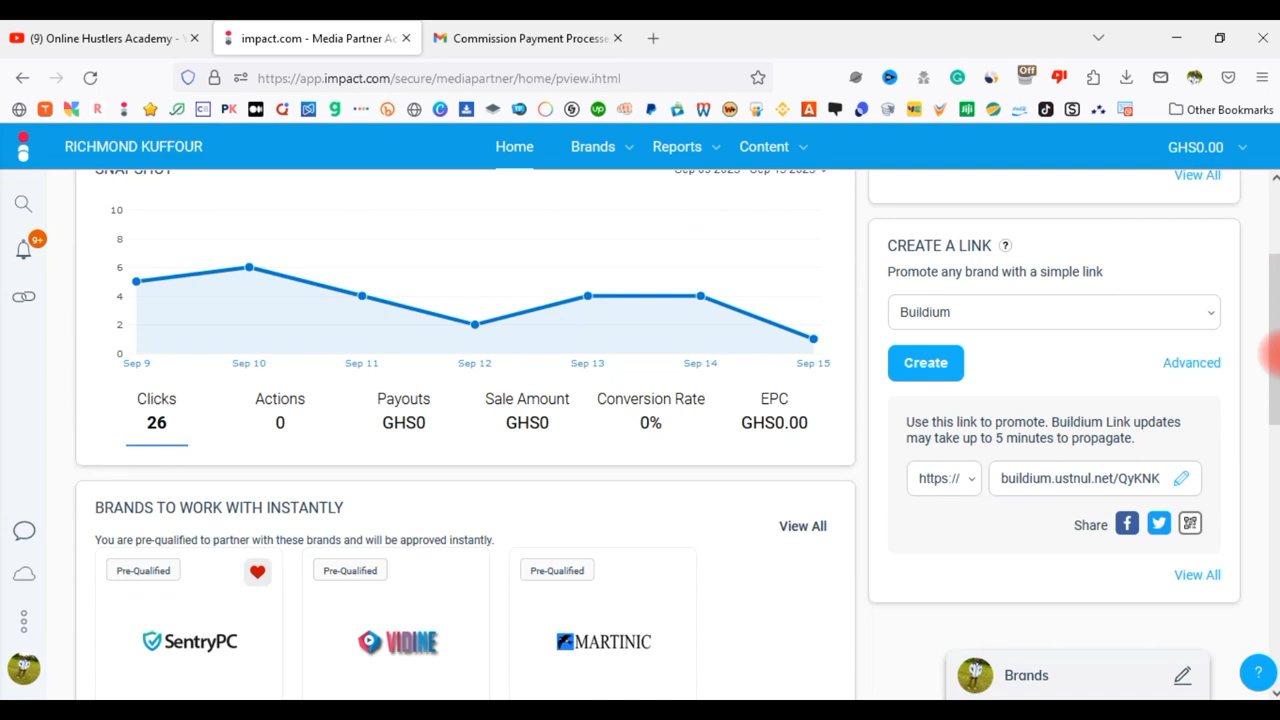 (9) Online Hustlers Academy - Y
impact.com - Media Partner Ac
Commission Payment Processe
https://app.impact.com/secure/mediapartner/home/pview.ihtml
Off
Other Bookmarks
RICHMOND KUFFOUR
Home
Brands
Reports
Content
GHS0.00
SNAPSHOT
View All
9+
10
8
6
4
2
0
Sep 9
Sep 10
Sep 11
Sep 12
Sep 13
Sep 14
Sep 15
Clicks
26
Actions
0
Payouts
GHS0
Sale Amount
GHS0
Conversion Rate
0%
EPC
GHS0.00
CREATE A LINK ?
Promote any brand with a simple link
Buildium
Create
Advanced
Use this link to promote. Buildium Link updates
may take up to 5 minutes to propagate.
https://
buildium.ustnul.net/QyKNK
Share
View All
BRANDS TO WORK WITH INSTANTLY
View All
You are pre-qualified to partner with these brands and will be approved instantly.
Pre-Qualified
Pre-Qualified
Pre-Qualified
SentryPC
VIDINE
MARTINIC
Brands
?